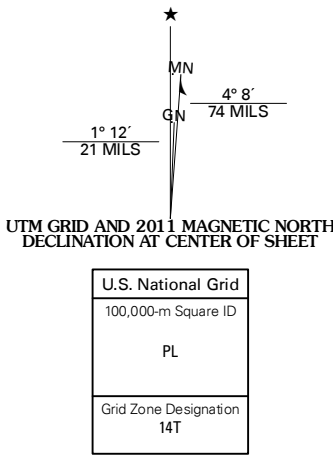 MN
GN
4° 8´
74 MILS
1° 12´
21 MILS
UTM GRID AND 2011 MAGNETIC NORTH
DECLINATION AT CENTER OF SHEET
U.S. National Grid
100,000-m Square ID
PL
Grid Zone Designation
14T